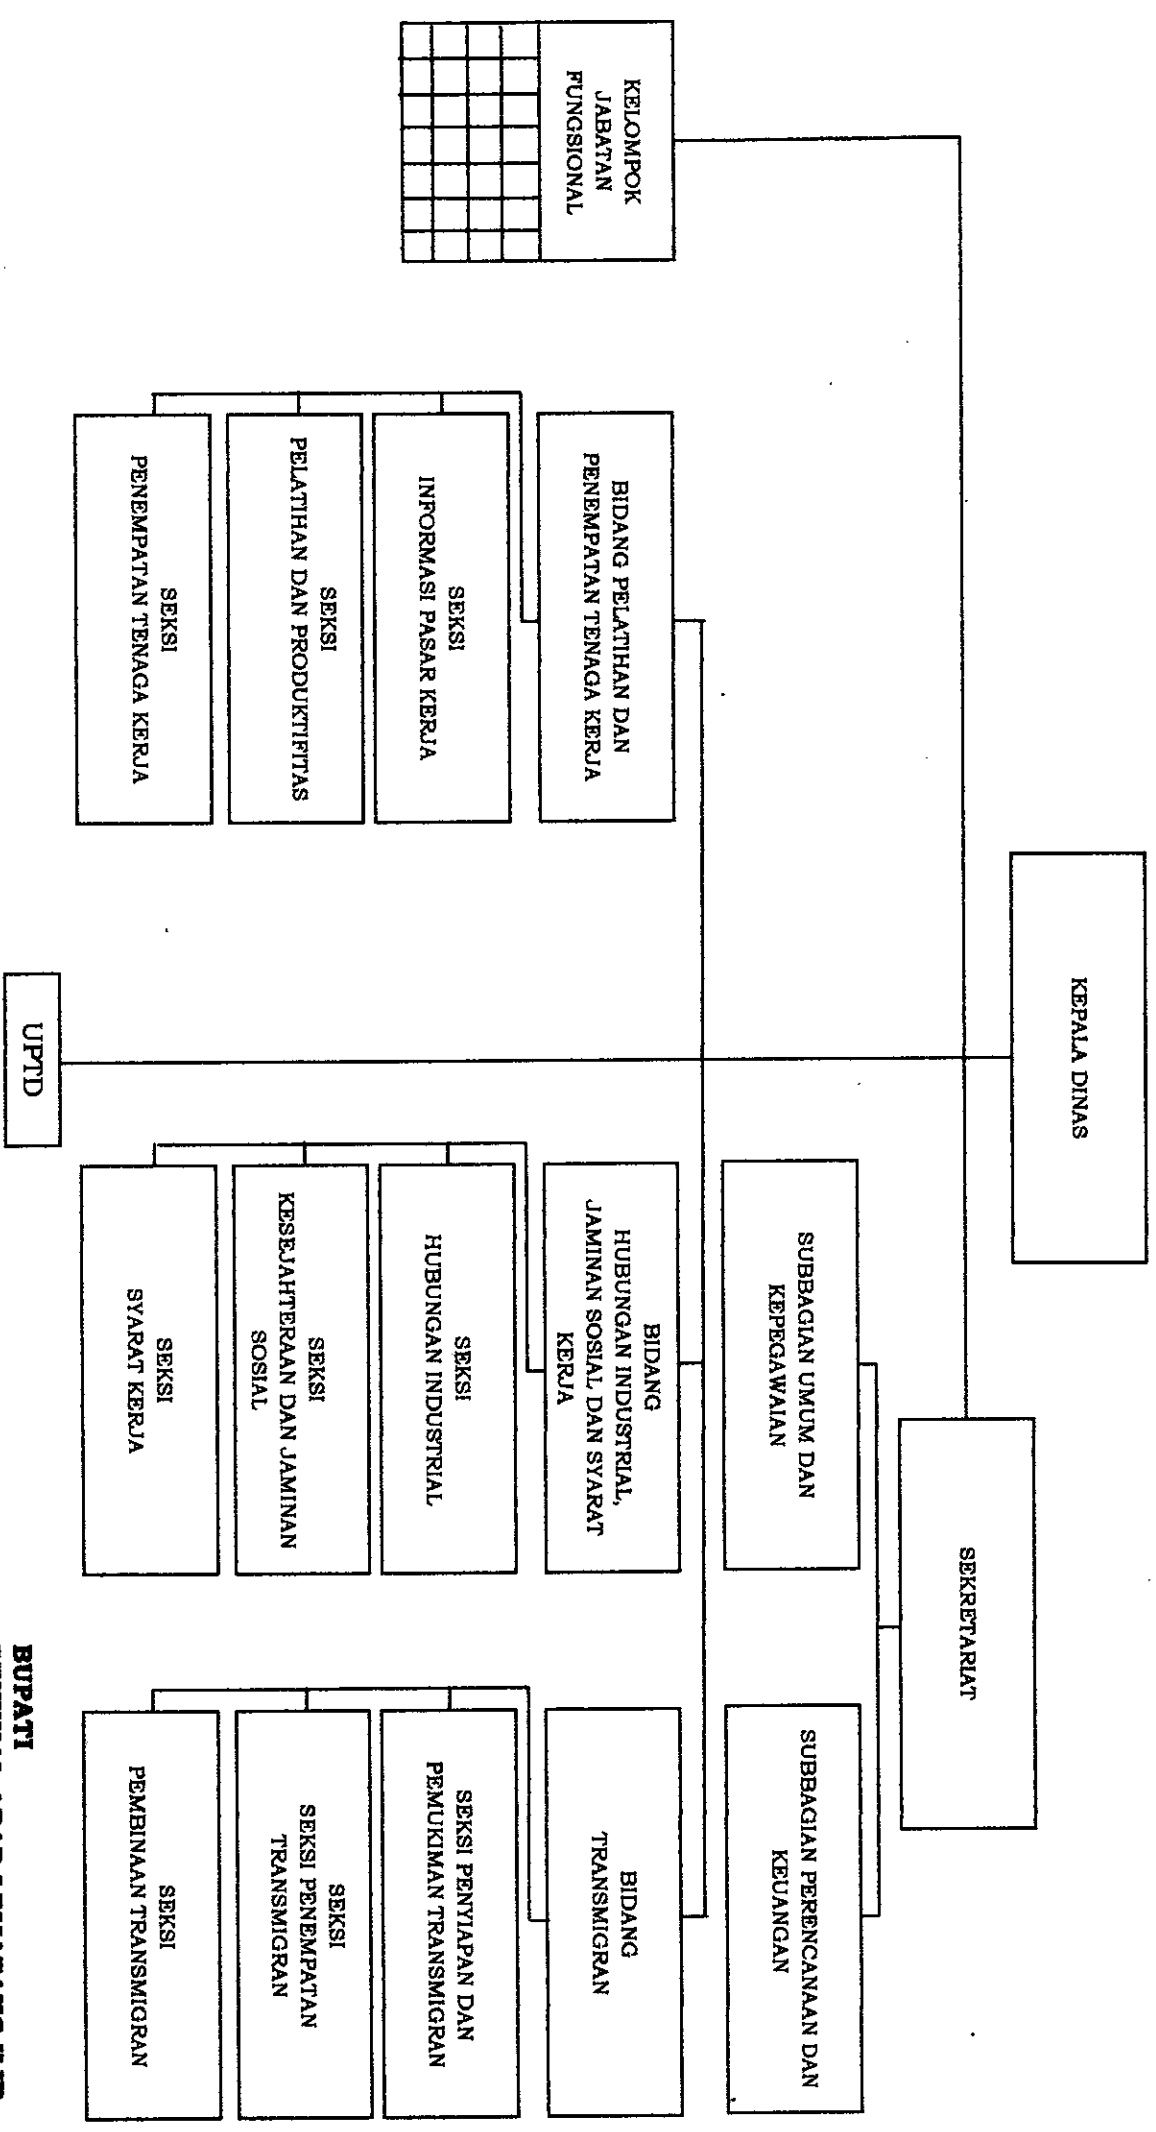 KEPALA DINAS
SEKRETARIAT
SUBBAGIAN UMUM DAN
KEPEGAWAIAN
SUBBAGIAN PERENCANAAN DAN
KEUANGAN
KELOMPOK
JABATAN
FUNGSIONAL
BIDANG PELATIHAN DAN
PENEMPATAN TENAGA KERJA
SEKSI
INFORMASI PASAR KERJA
SEKSI
PELATIHAN DAN PRODUKTIFITAS
SEKSI
PENEMPATAN TENAGA KERJA
BIDANG
HUBUNGAN INDUSTRIAL,
JAMINAN SOSIAL DAN SYARAT
KERJA
SEKSI
HUBUNGAN INDUSTRIAL
SEKSI
KESEJAHTERAAN DAN JAMINAN
SOSIAL
SEKSI
SYARAT KERJA
BIDANG
TRANSMIGRAN
SEKSI PENYIAPAN DAN
PEMUKIMAN TRANSMIGRAN
SEKSI
SEKSI PENEMPATAN
TRANSMIGRAN
SEKSI
PEMBINAAN TRANSMIGRAN
UPTD
BUPATI